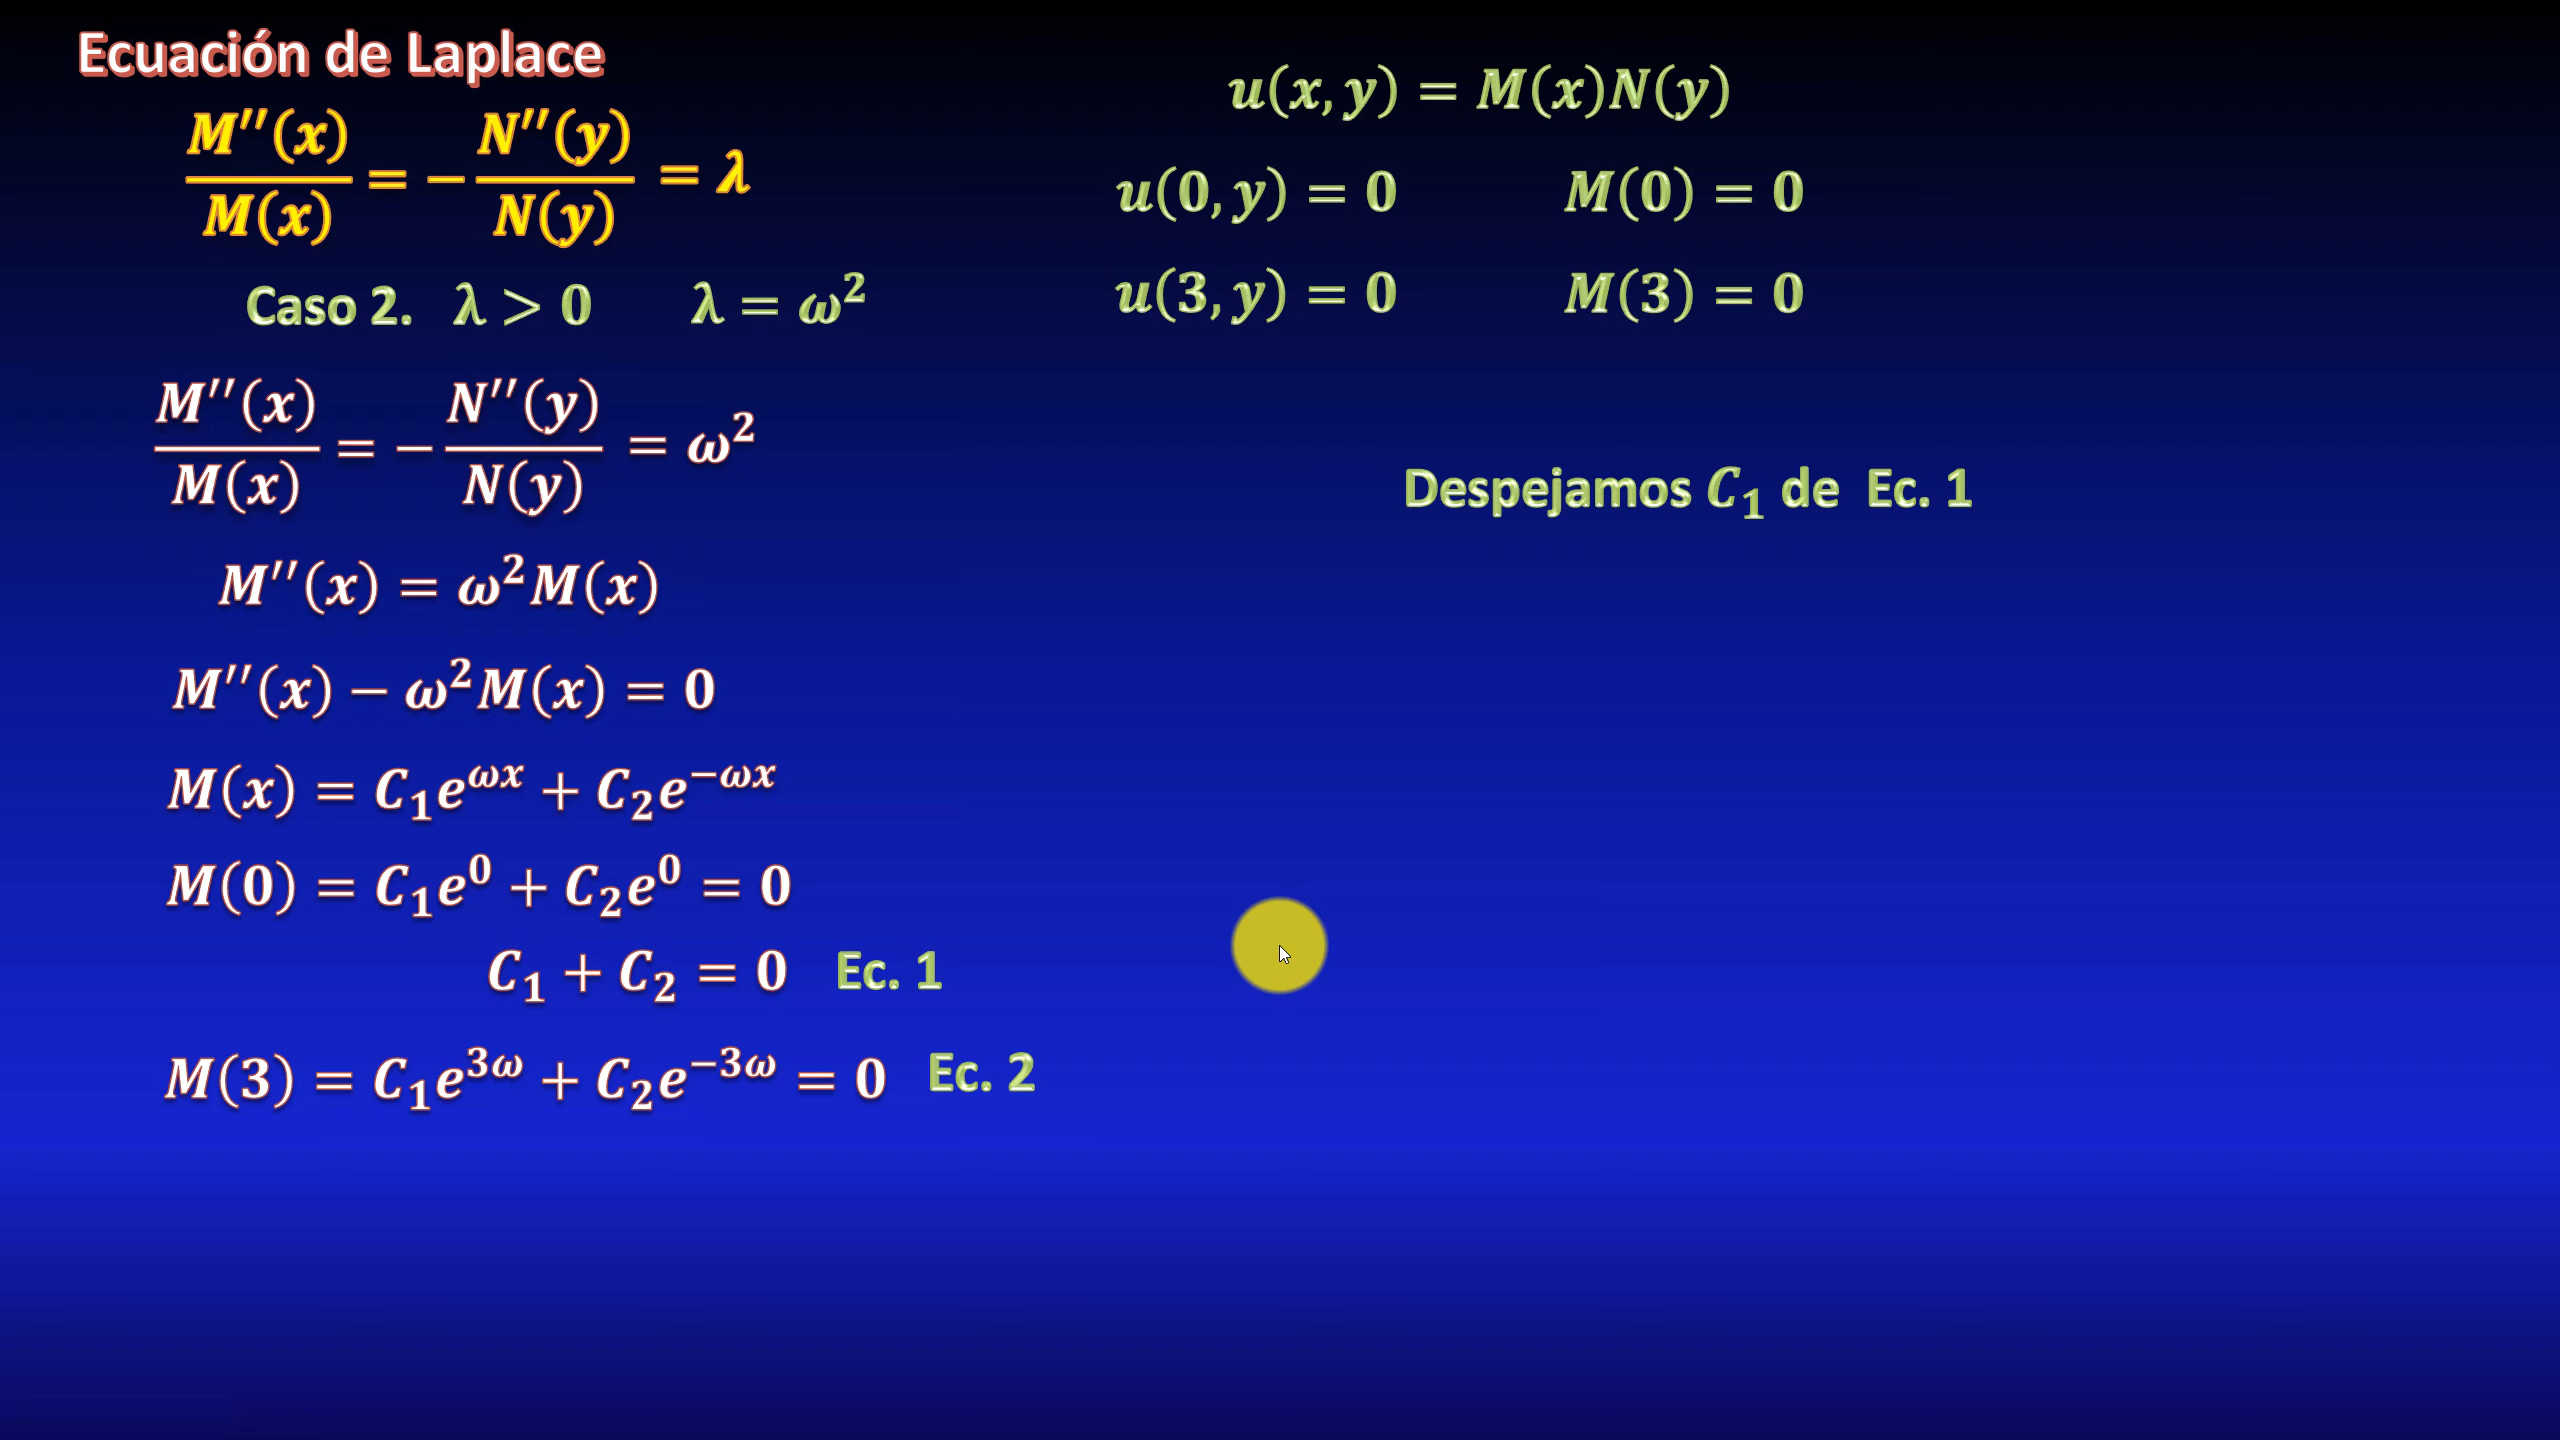 Ecuación de Laplace
M''(x)/M(x) = −N''(y)/N(y) = λ
Caso 2. λ > 0 λ = ω²
M''(x)/M(x) = −N''(y)/N(y) = ω²
M''(x) = ω²M(x)
M''(x) − ω²M(x) = 0
M(x) = C₁e^{ωx} + C₂e^{−ωx}
M(0) = C₁e⁰ + C₂e⁰ = 0
C₁ + C₂ = 0 Ec. 1
M(3) = C₁e^{3ω} + C₂e^{−3ω} = 0 Ec. 2
u(x, y) = M(x)N(y)
u(0, y) = 0 M(0) = 0
u(3, y) = 0 M(3) = 0
Despejamos C₁ de Ec. 1